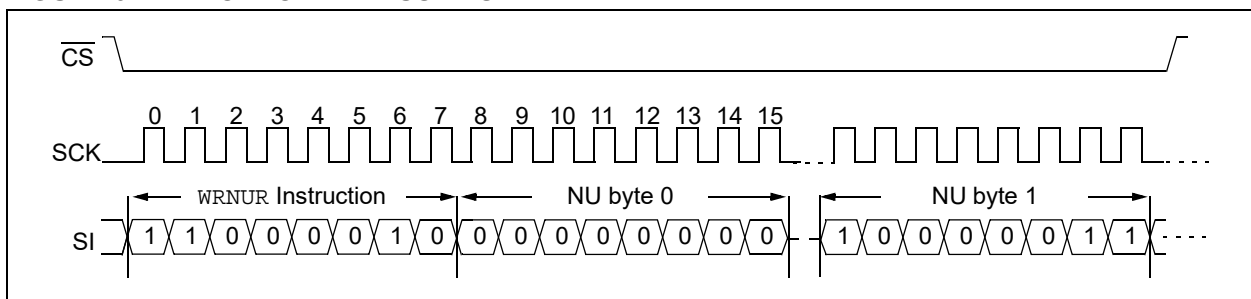 CS
0 1 2 3 4 5 6 7 8 9 10 11 12 13 14 15
SCK
WRNUR Instruction NU byte 0 NU byte 1
SI 1 1 0 0 0 0 1 0 0 0 0 0 0 0 0 0 1 0 0 0 0 0 1 1